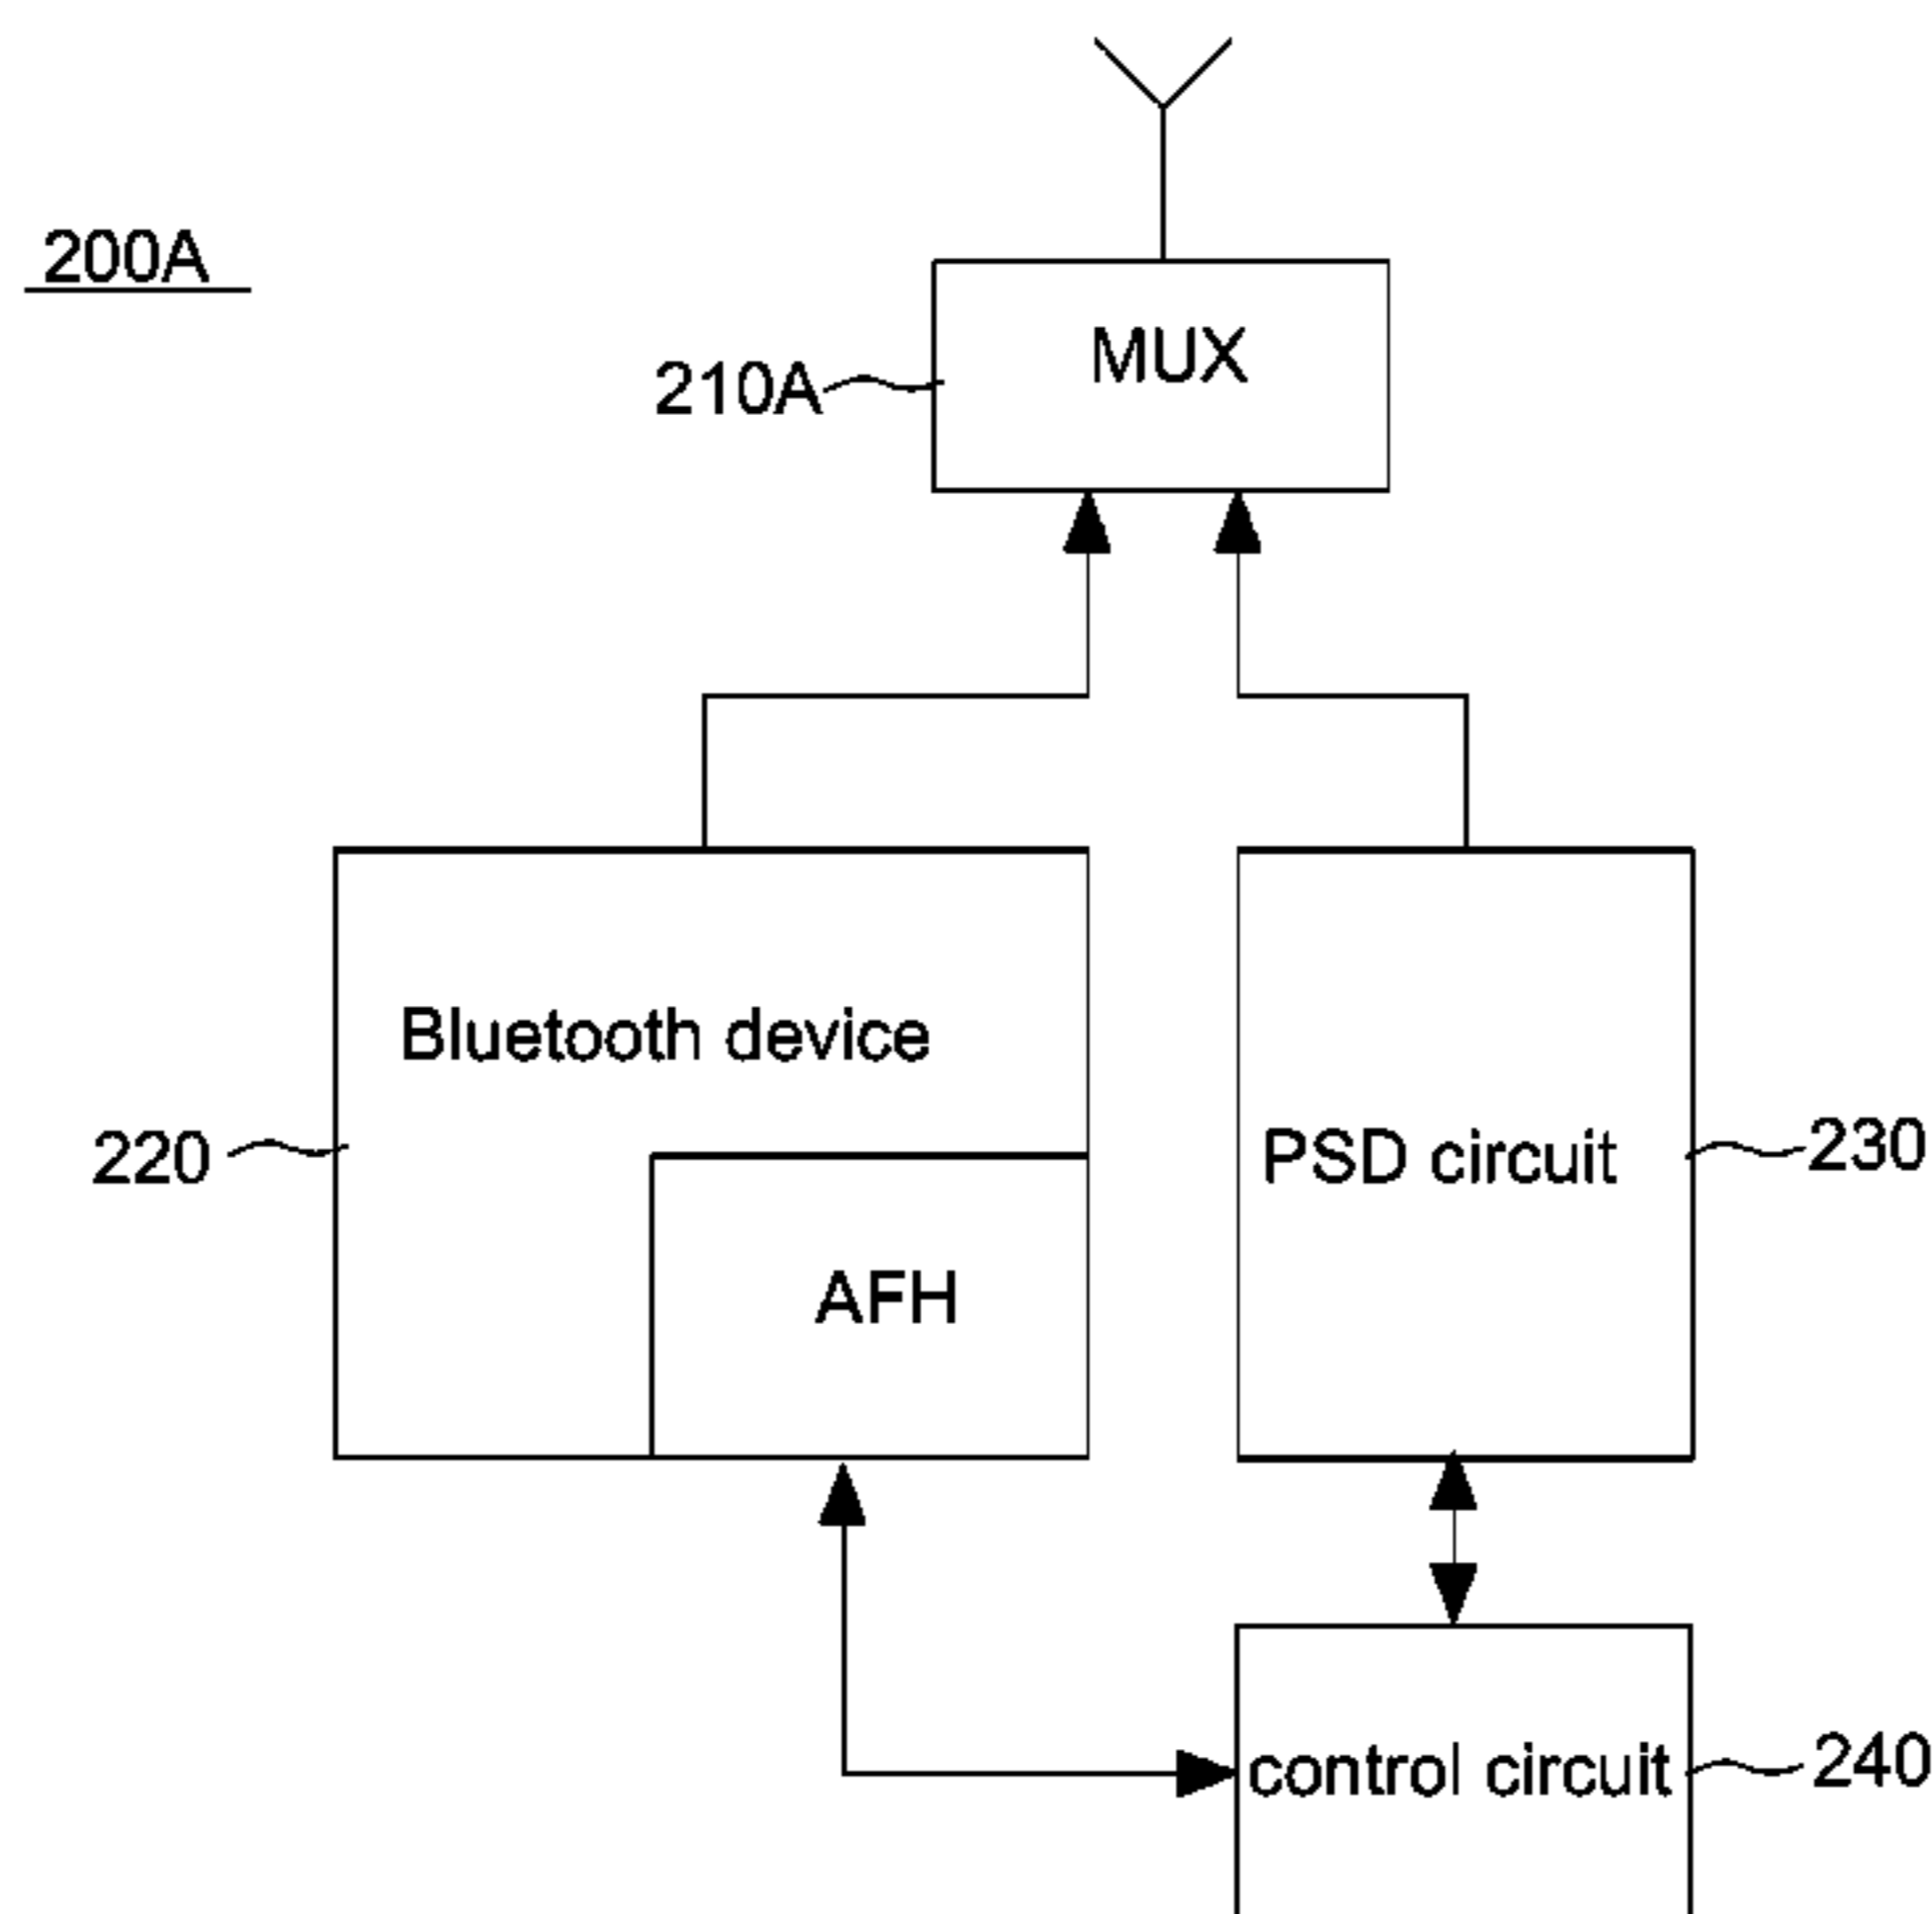 200A
MUX
210A
Bluetooth device
220
PSD circuit
230
AFH
control circuit
240